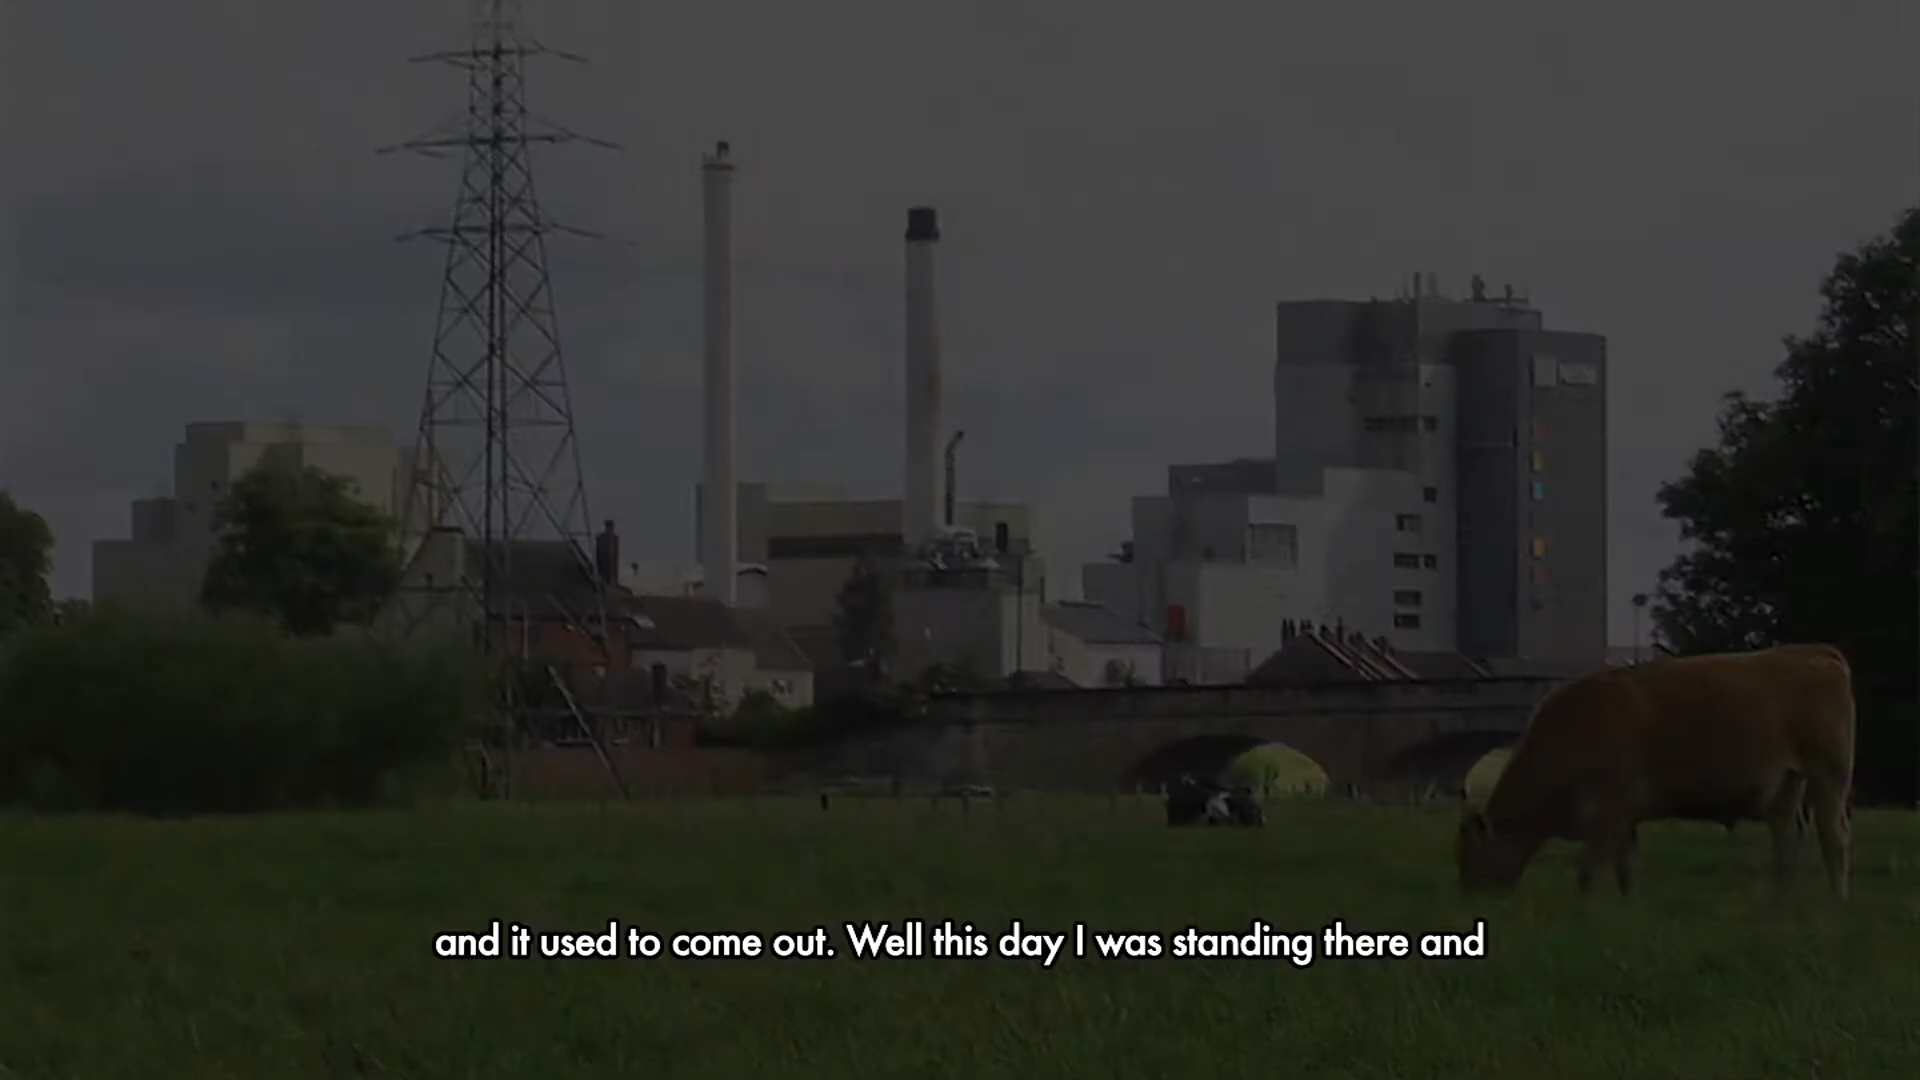 and it used to come out. Well this day I was standing there and